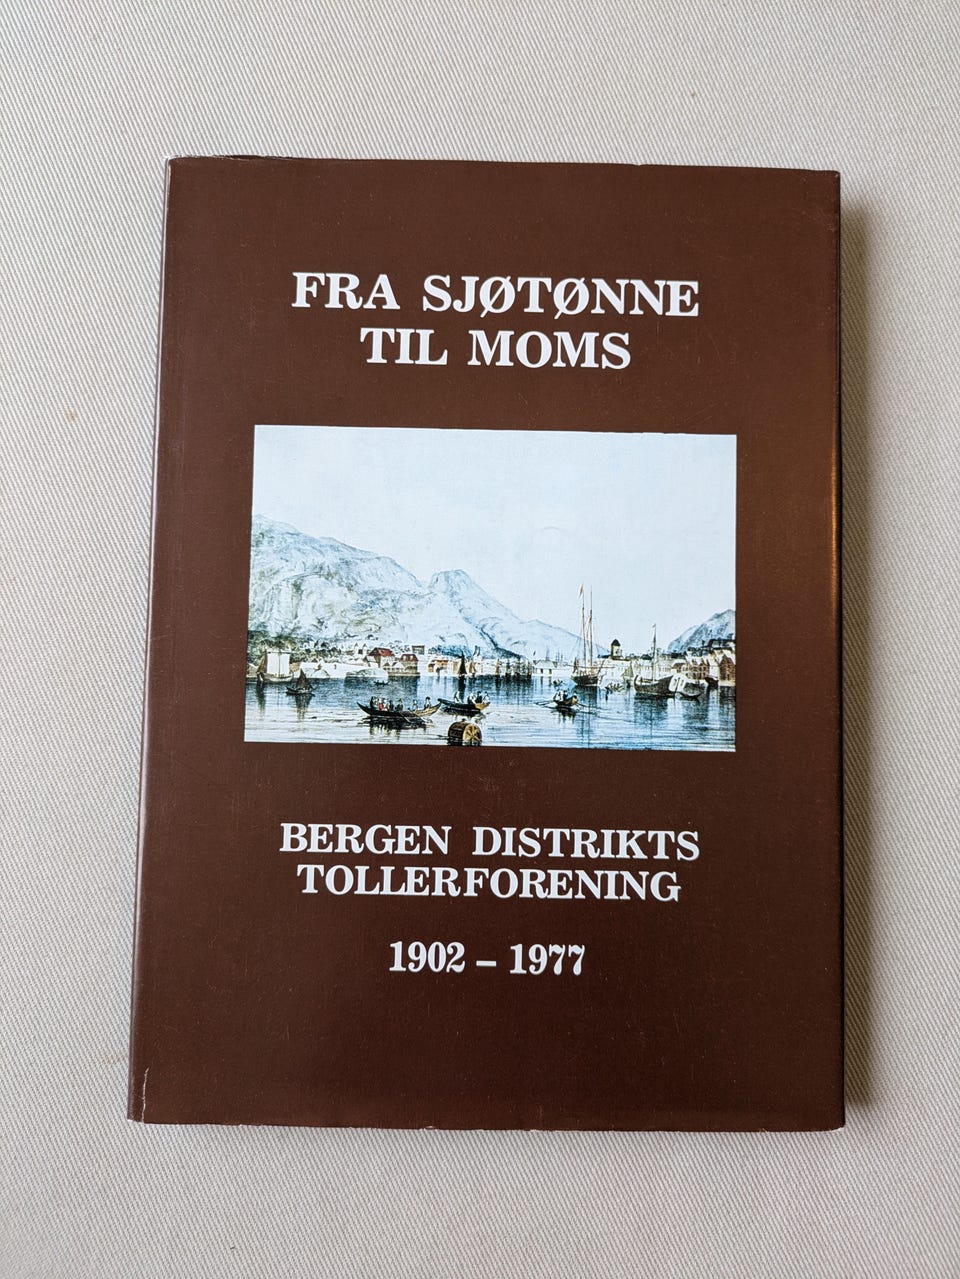 FRA SJØTØNNE
TIL MOMS
BERGEN DISTRIKTS
TOLLERFORENING
1902 – 1977